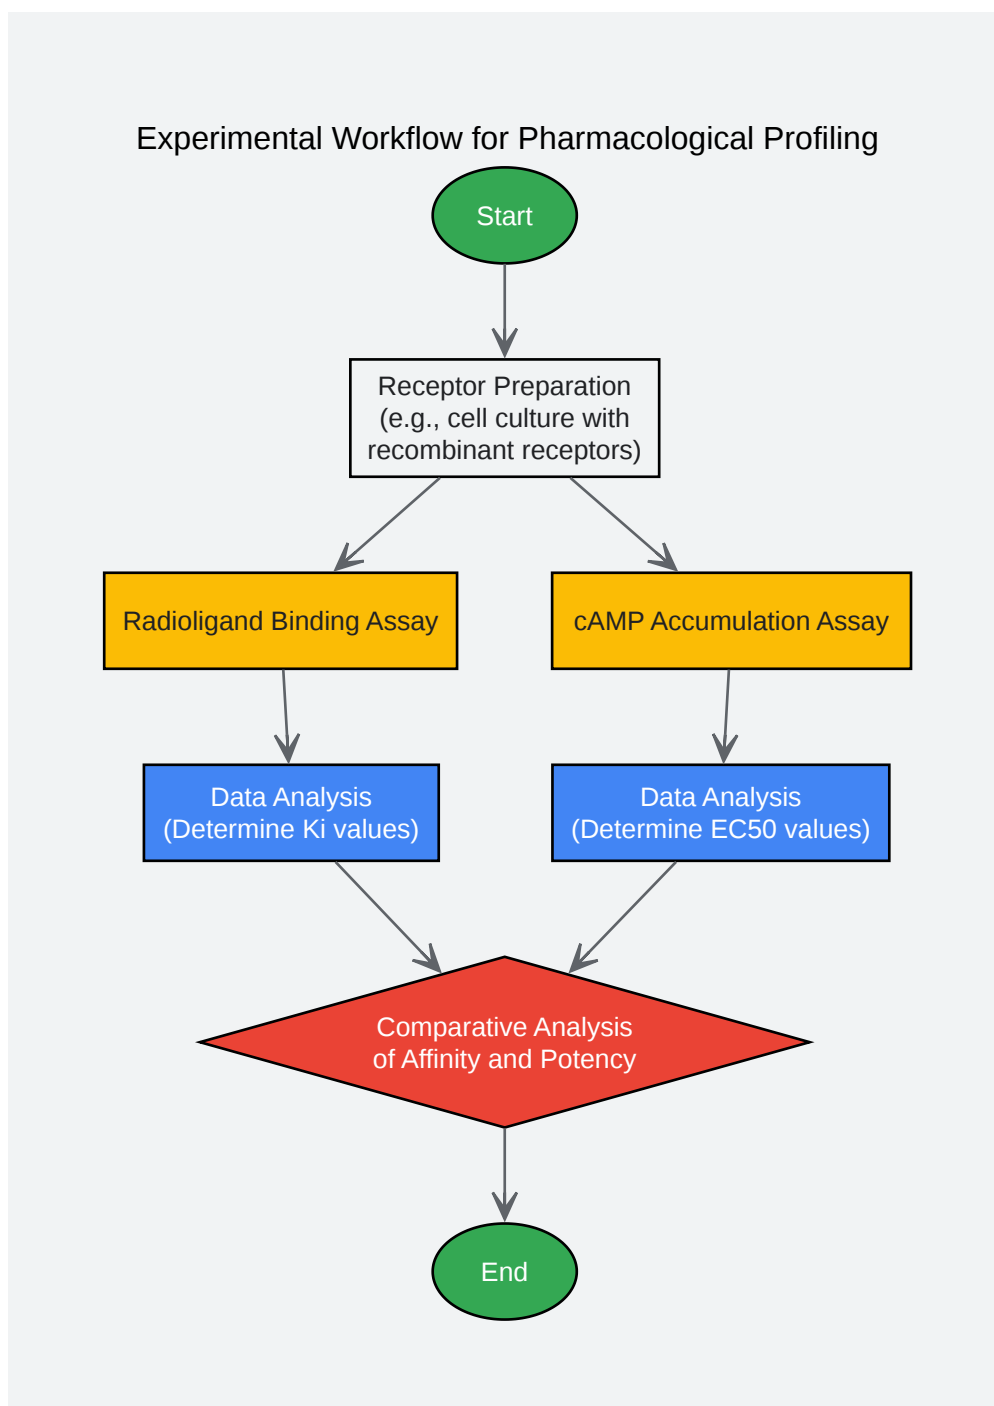 Experimental Workflow for Pharmacological Profiling
Start
Receptor Preparation
(e.g., cell culture with
recombinant receptors)
Radioligand Binding Assay
cAMP Accumulation Assay
Data Analysis
(Determine Ki values)
Data Analysis
(Determine EC50 values)
Comparative Analysis
of Affinity and Potency
End